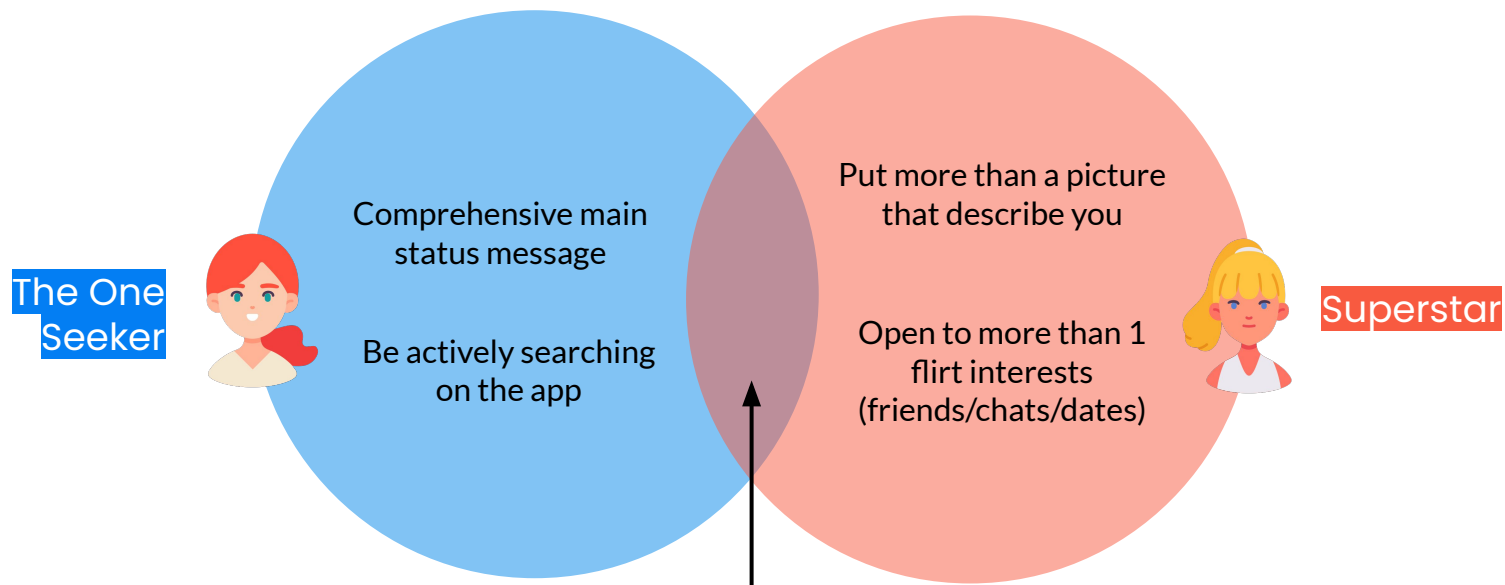 The One
Seeker
Comprehensive main
status message
Be actively searching
on the app
Put more than a picture
that describe you
Open to more than 1
flirt interests
(friends/chats/dates)
Superstar